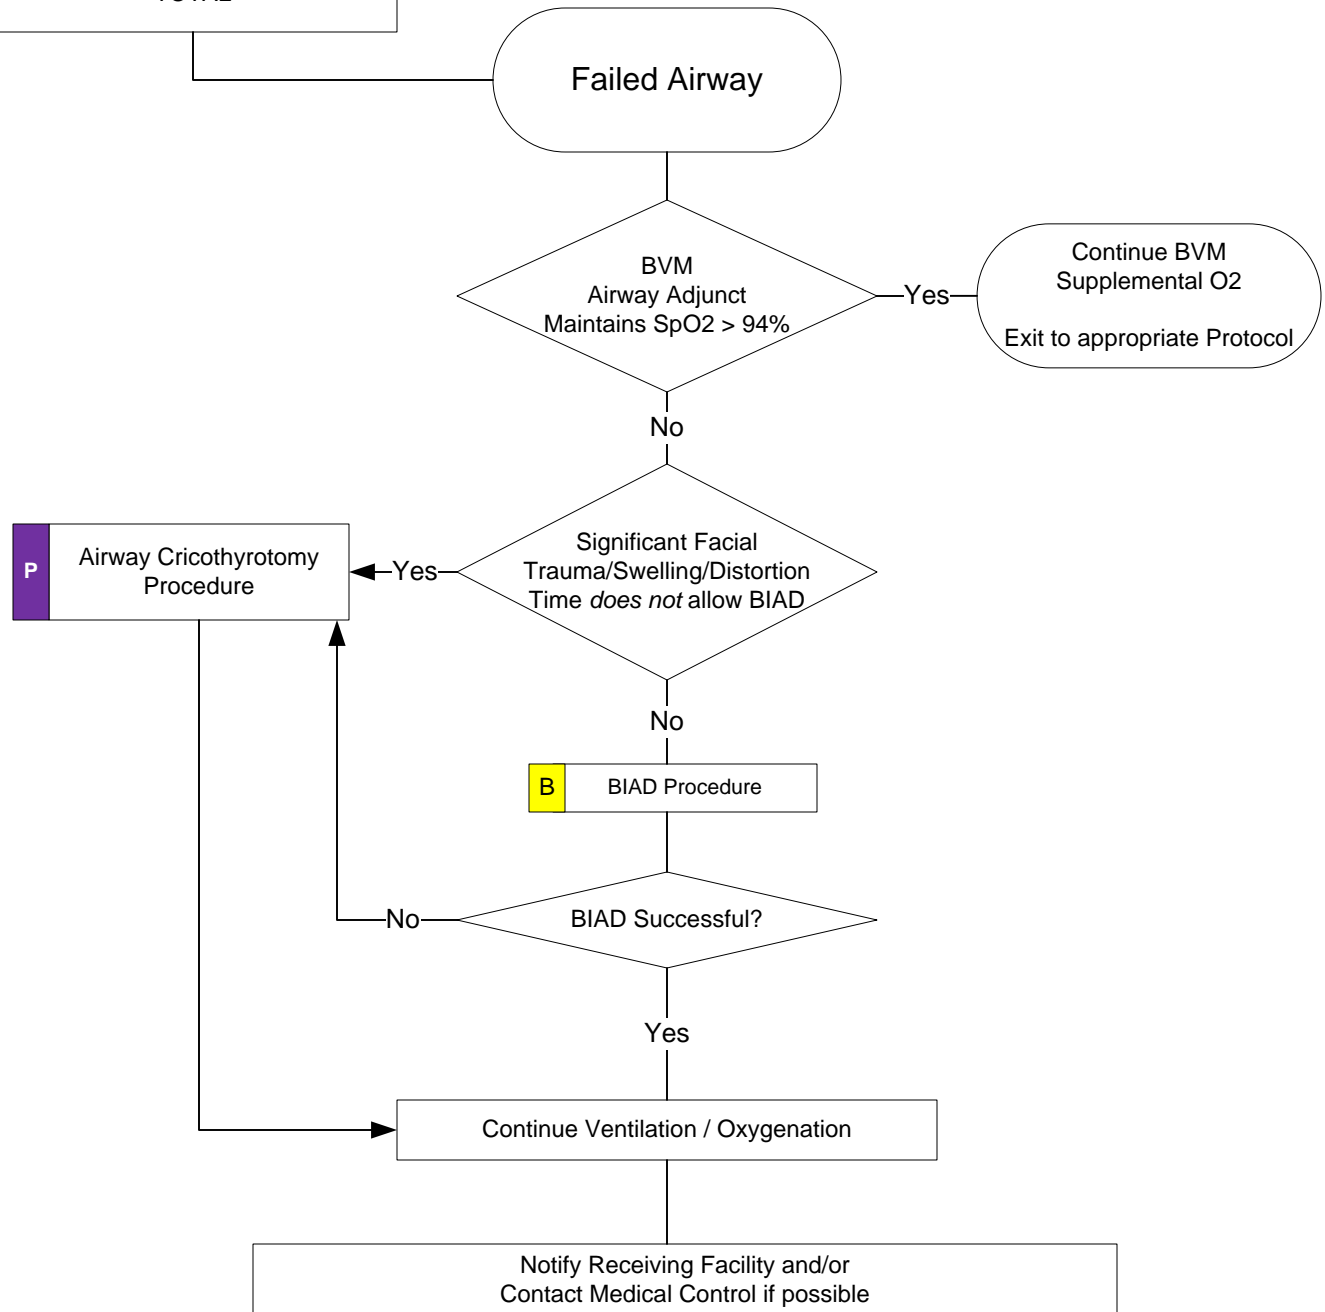 Failed Airway
BVM
Airway Adjunct
Maintains SpO2 > 94%
Yes
Continue BVM
Supplemental O2
Exit to appropriate Protocol
No
Significant Facial
Trauma/Swelling/Distortion
Time does not allow BIAD
Yes
P
Airway Cricothyrotomy
Procedure
No
B
BIAD Procedure
BIAD Successful?
No
Yes
Continue Ventilation / Oxygenation
Notify Receiving Facility and/or
Contact Medical Control if possible